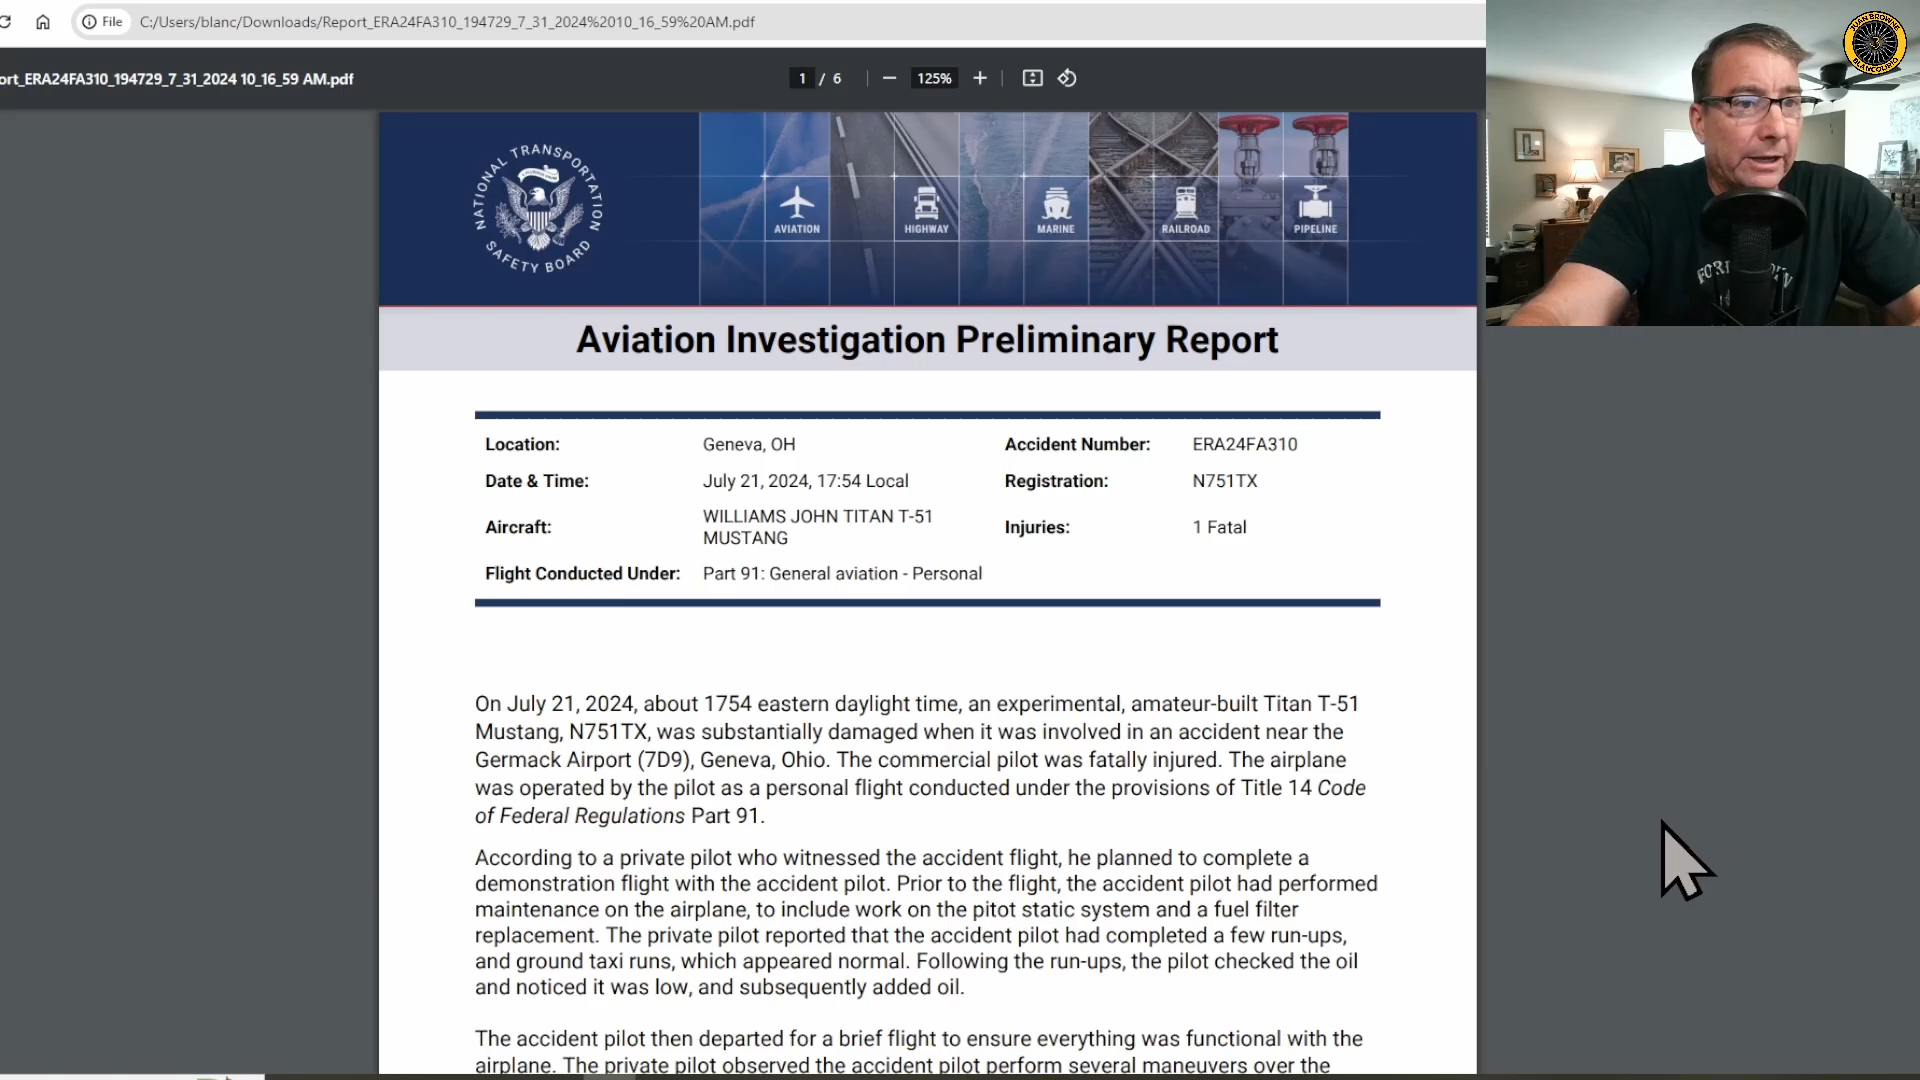 File
C:/Users/blanc/Downloads/Report_ERA24FA310_194729_7_31_2024%2010_16_59%20AM.pdf
ort_ERA24FA310_194729_7_31_2024 10_16_59 AM.pdf
1 / 6
125%
NATIONAL TRANSPORTATION
SAFETY BOARD
AVIATION
HIGHWAY
MARINE
RAILROAD
PIPELINE
JUAN BROWNE
BLANCOLIRIO
Aviation Investigation Preliminary Report
Location: Geneva, OH Accident Number: ERA24FA310
Date & Time: July 21, 2024, 17:54 Local Registration: N751TX
Aircraft: WILLIAMS JOHN TITAN T-51 MUSTANG Injuries: 1 Fatal
Flight Conducted Under: Part 91: General aviation - Personal
On July 21, 2024, about 1754 eastern daylight time, an experimental, amateur-built Titan T-51
Mustang, N751TX, was substantially damaged when it was involved in an accident near the
Germack Airport (7D9), Geneva, Ohio. The commercial pilot was fatally injured. The airplane
was operated by the pilot as a personal flight conducted under the provisions of Title 14 Code
of Federal Regulations Part 91.
According to a private pilot who witnessed the accident flight, he planned to complete a
demonstration flight with the accident pilot. Prior to the flight, the accident pilot had performed
maintenance on the airplane, to include work on the pitot static system and a fuel filter
replacement. The private pilot reported that the accident pilot had completed a few run-ups,
and ground taxi runs, which appeared normal. Following the run-ups, the pilot checked the oil
and noticed it was low, and subsequently added oil.
The accident pilot then departed for a brief flight to ensure everything was functional with the
airplane. The private pilot observed the accident pilot perform several maneuvers over the